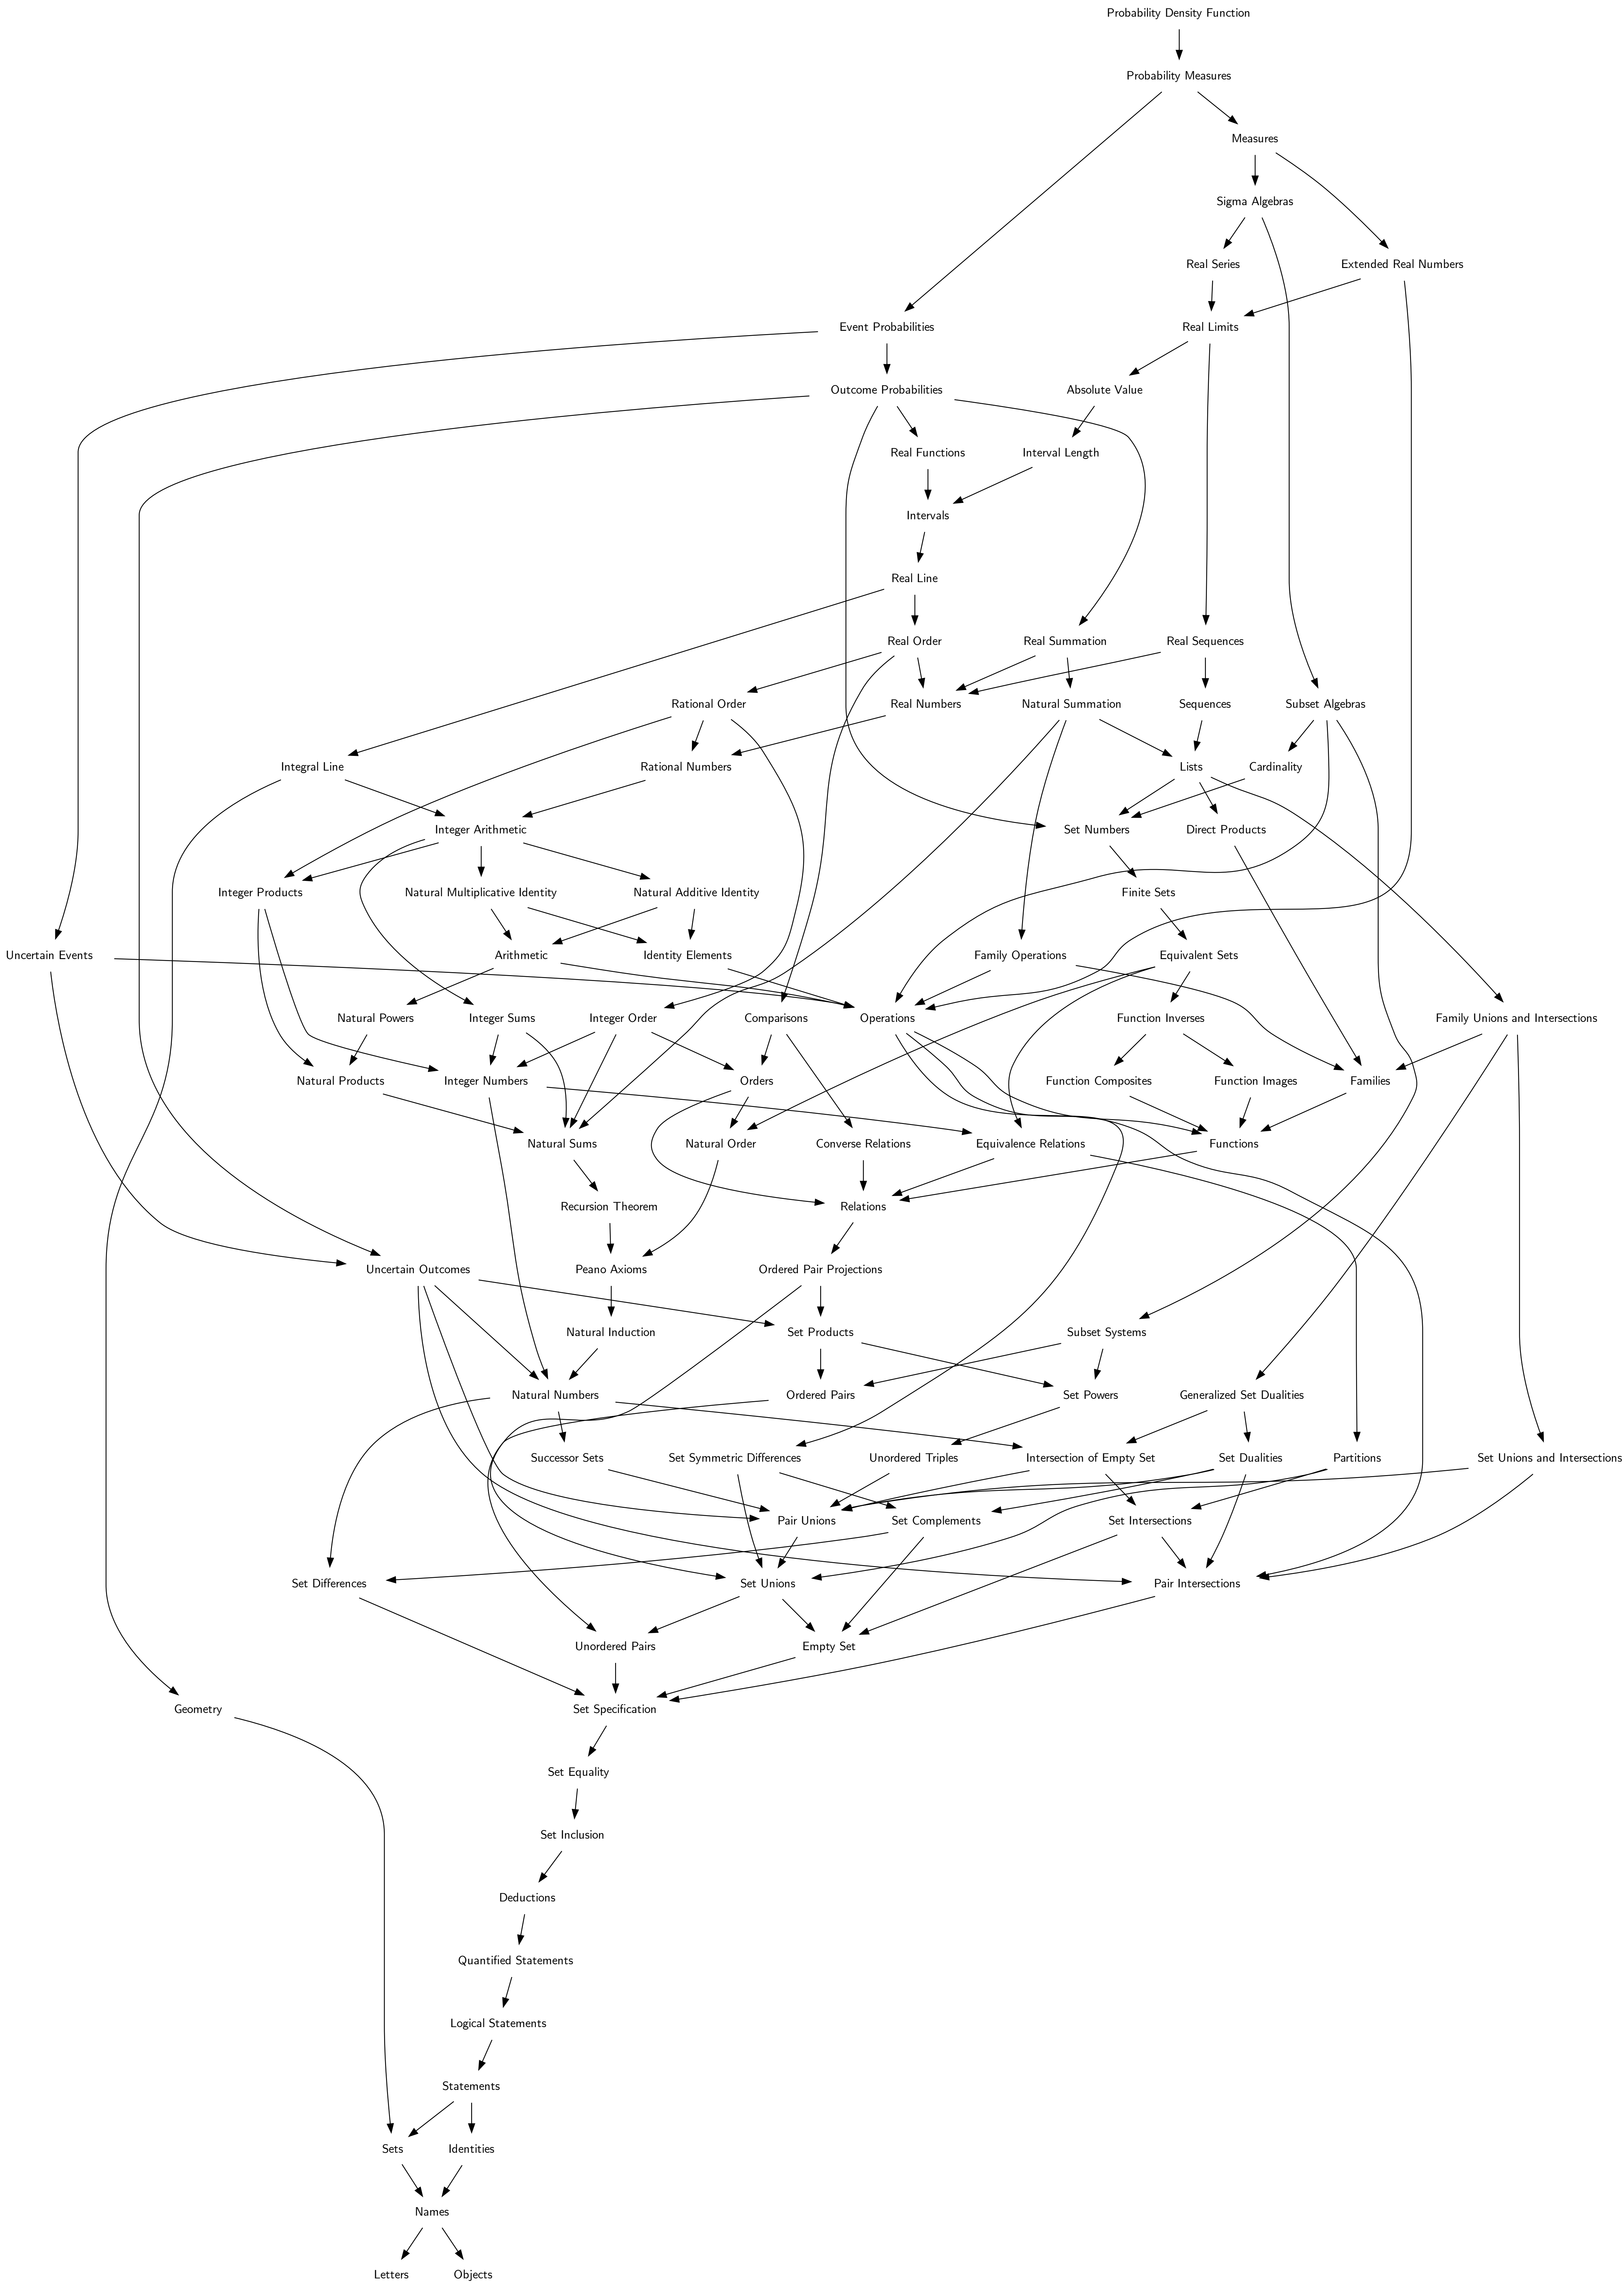 Probability Density Function
Probability Measures
Measures
Sigma Algebras
Real Series
Extended Real Numbers
Event Probabilities
Real Limits
Outcome Probabilities
Absolute Value
Real Functions
Interval Length
Intervals
Real Line
Real Order
Real Summation
Real Sequences
Rational Order
Real Numbers
Natural Summation
Sequences
Subset Algebras
Integral Line
Rational Numbers
Lists
Cardinality
Integer Arithmetic
Set Numbers
Direct Products
Integer Products
Natural Multiplicative Identity
Natural Additive Identity
Finite Sets
Uncertain Events
Arithmetic
Identity Elements
Family Operations
Equivalent Sets
Natural Powers
Integer Sums
Integer Order
Comparisons
Operations
Function Inverses
Family Unions and Intersections
Natural Products
Integer Numbers
Orders
Function Composites
Function Images
Families
Natural Sums
Natural Order
Converse Relations
Equivalence Relations
Functions
Recursion Theorem
Relations
Uncertain Outcomes
Peano Axioms
Ordered Pair Projections
Natural Induction
Set Products
Subset Systems
Natural Numbers
Ordered Pairs
Set Powers
Generalized Set Dualities
Successor Sets
Set Symmetric Differences
Unordered Triples
Intersection of Empty Set
Set Dualities
Partitions
Set Unions and Intersections
Pair Unions
Set Complements
Set Intersections
Set Differences
Set Unions
Pair Intersections
Unordered Pairs
Empty Set
Geometry
Set Specification
Set Equality
Set Inclusion
Deductions
Quantified Statements
Logical Statements
Statements
Sets
Identities
Names
Letters
Objects